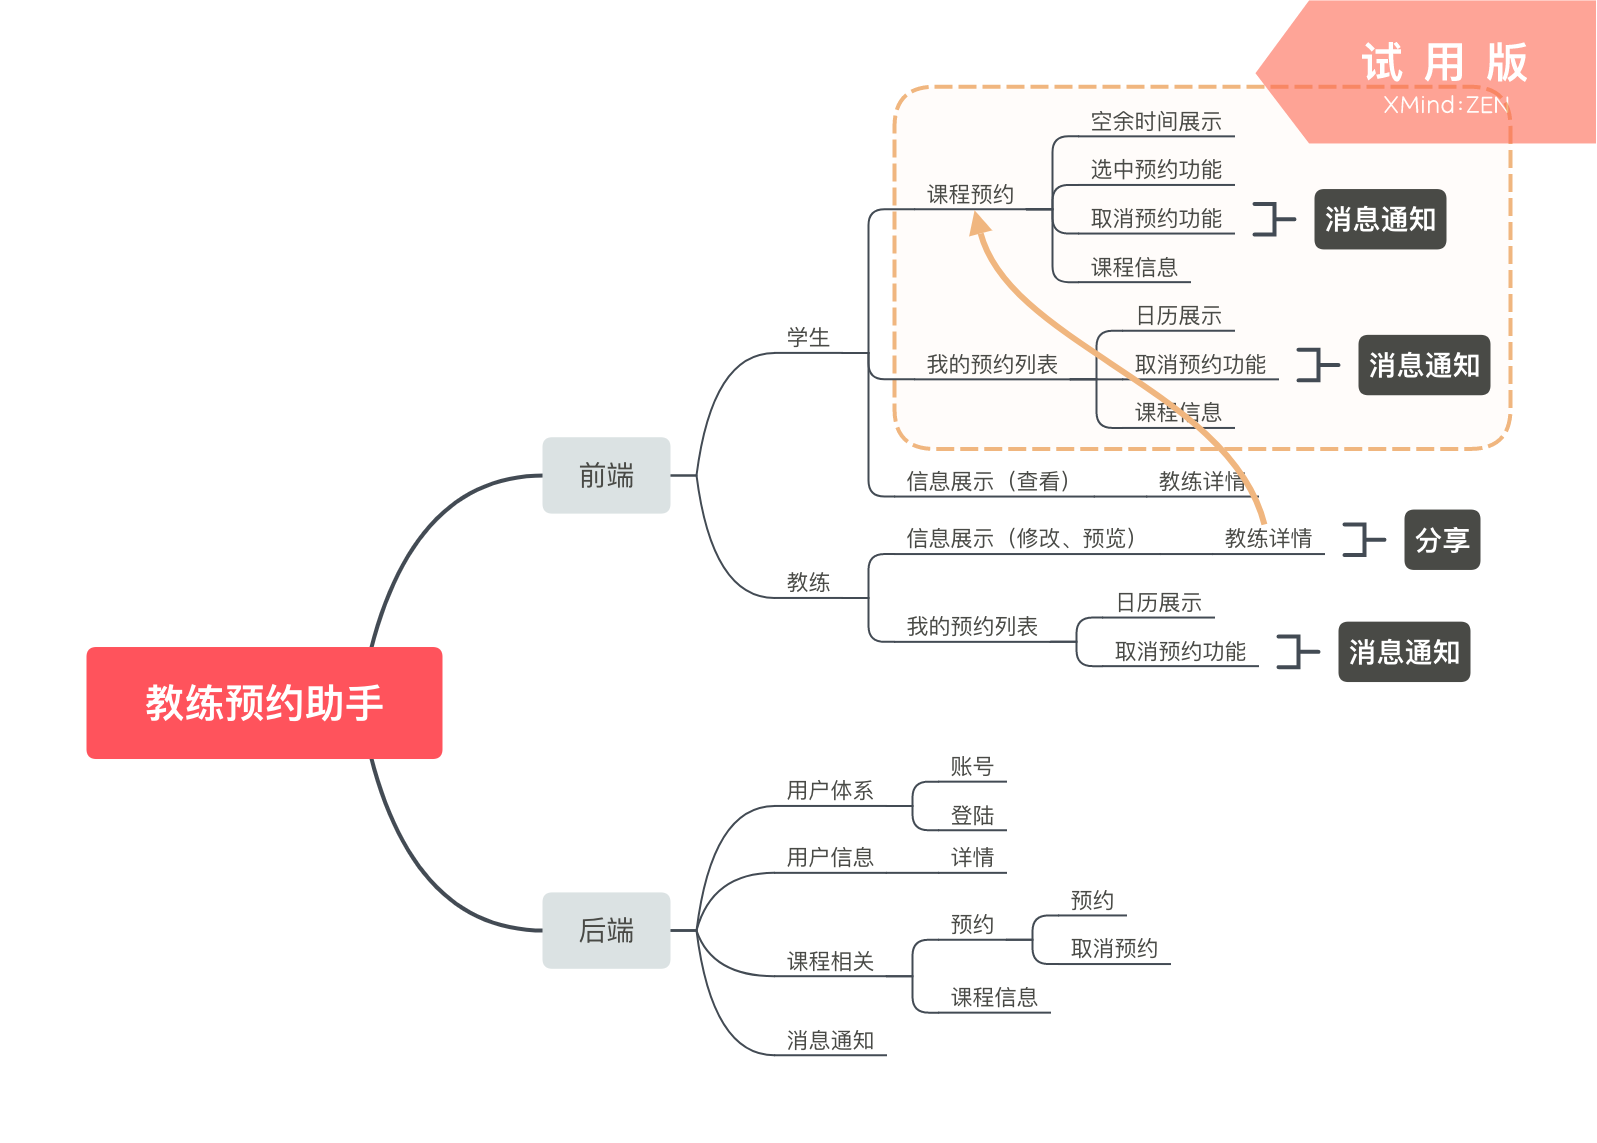 试用版
XMind:ZEN
教练预约助手
前端
学生
课程预约
空余时间展示
选中预约功能
取消预约功能
消息通知
课程信息
我的预约列表
日历展示
取消预约功能
消息通知
课程信息
信息展示（查看）
教练详情
教练
信息展示（修改、预览）
教练详情
分享
我的预约列表
日历展示
取消预约功能
消息通知
后端
用户体系
账号
登陆
用户信息
详情
课程相关
预约
预约
取消预约
课程信息
消息通知